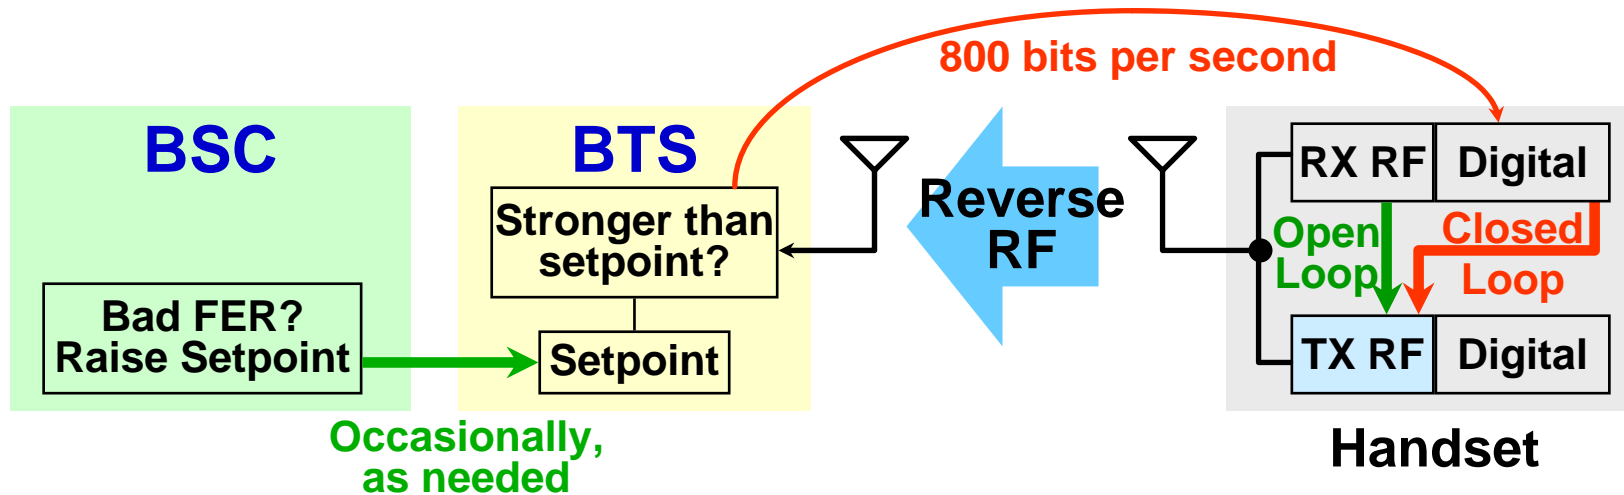 800 bits per second
BSC
BTS
Stronger than
setpoint?
Bad FER?
Raise Setpoint
Setpoint
Occasionally,
as needed
Reverse
RF
RX RF
Digital
Open
Loop
Closed
Loop
TX RF
Digital
Handset